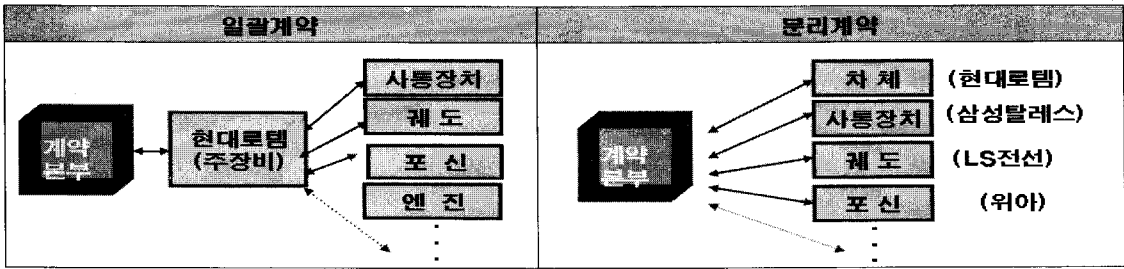 일괄계약
분리계약
계약
본부
현대로템
(주장비)
사통장치
궤 도
포 신
엔 진
계약
본부
차 체 (현대로템)
사통장치 (삼성탈레스)
궤 도 (LS전선)
포 신 (위아)